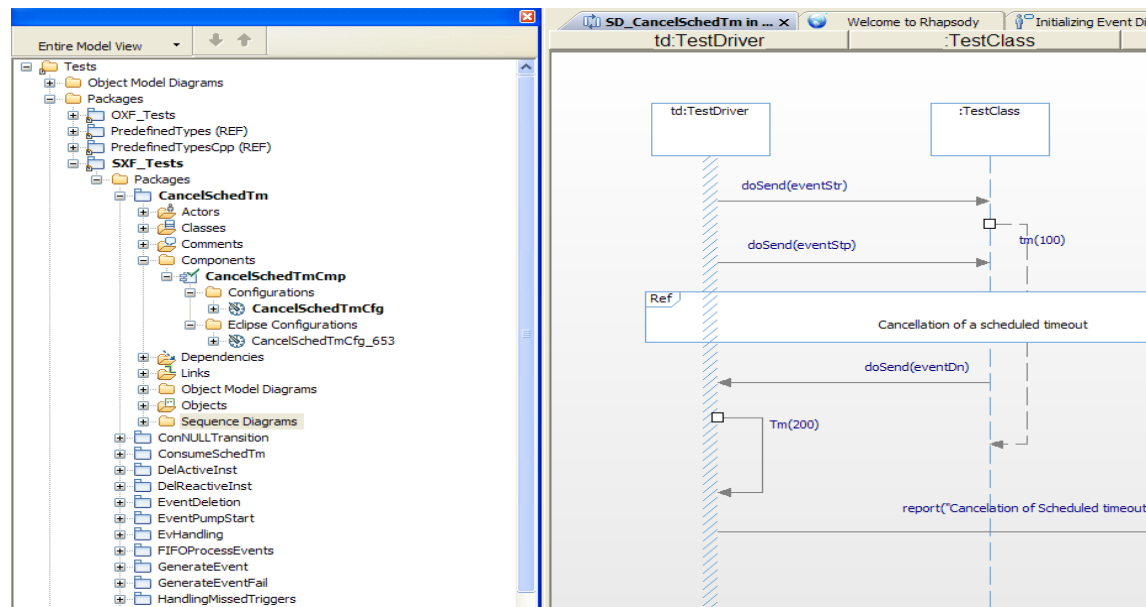 Entire Model View
Tests
Object Model Diagrams
Packages
OXF_Tests
PredefinedTypes (REF)
PredefinedTypesCpp (REF)
SXF_Tests
Packages
CancelSchedTm
Actors
Classes
Comments
Components
CancelSchedTmCmp
Configurations
CancelSchedTmCfg
Eclipse Configurations
CancelSchedTmCfg_653
Dependencies
Links
Object Model Diagrams
Objects
Sequence Diagrams
ConNULLTransition
ConsumeSchedTm
DelActiveInst
DelReactiveInst
EventDeletion
EventPumpStart
EvHandling
FIFOProcessEvents
GenerateEvent
GenerateEventFail
HandlingMissedTriggers
SD_CancelSchedTm in ... Welcome to Rhapsody Initializing Event Di
td:TestDriver :TestClass
td:TestDriver :TestClass
doSend(eventStr)
tm(100)
doSend(eventStp)
Ref
Cancellation of a scheduled timeout
doSend(eventDn)
Tm(200)
report("Cancelation of Scheduled timeout